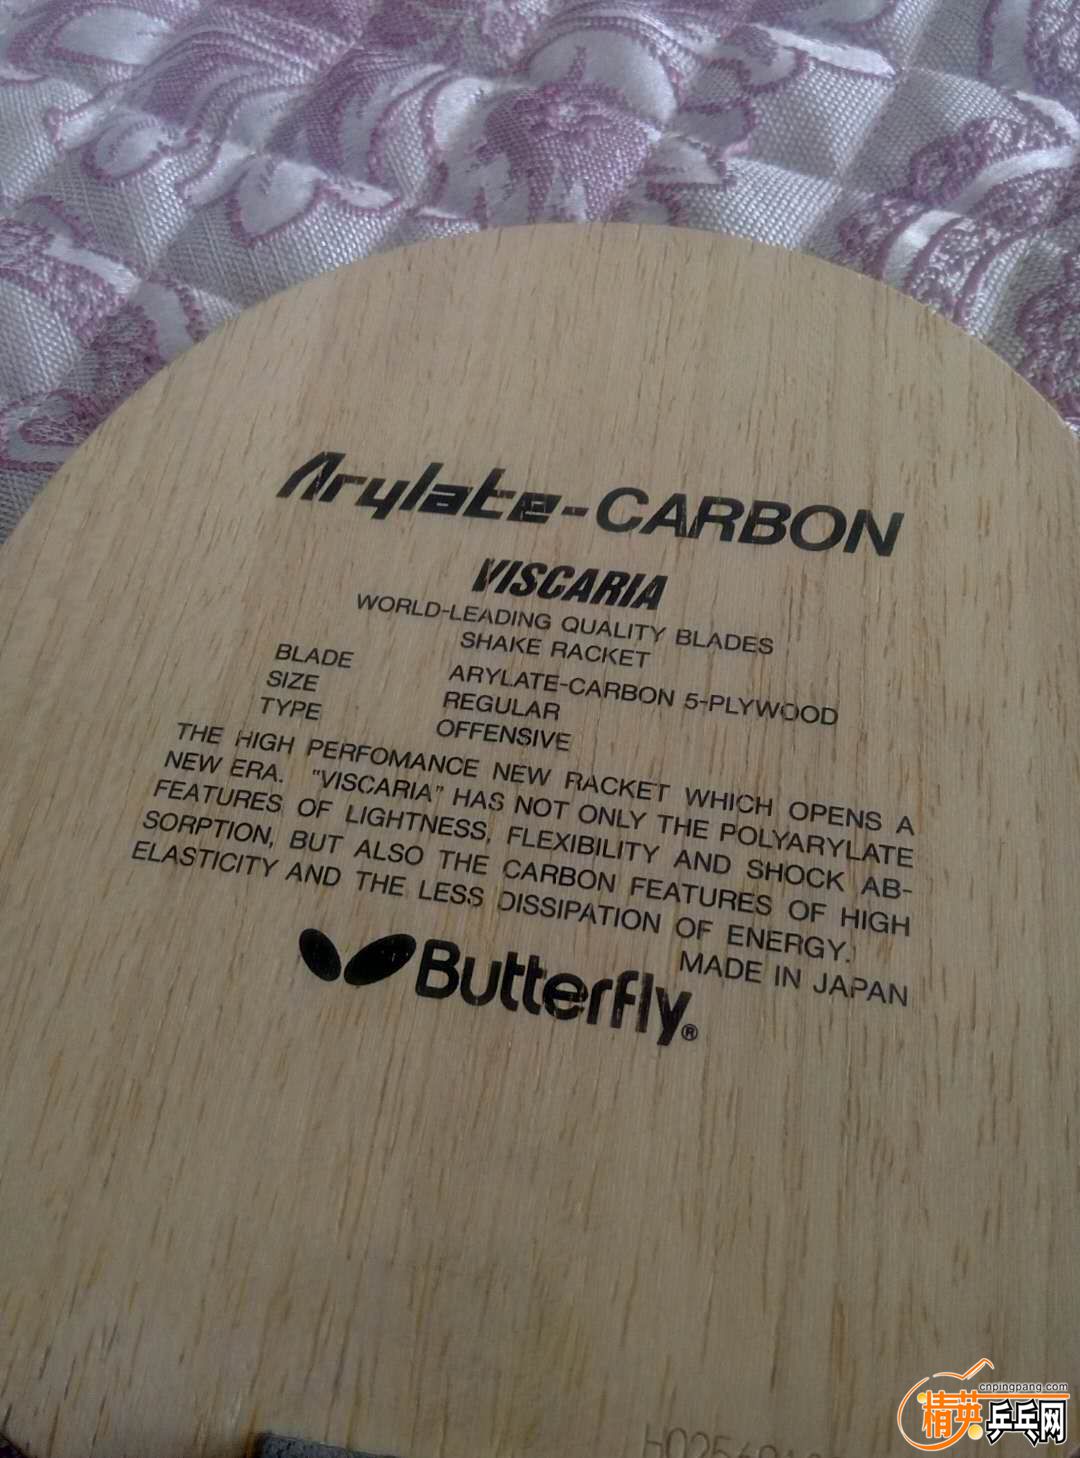 Arylate-CARBON
VISCARIA
WORLD-LEADING QUALITY BLADES
SHAKE RACKET
BLADE ARYLATE-CARBON 5-PLYWOOD
SIZE REGULAR
TYPE OFFENSIVE
THE HIGH PERFOMANCE NEW RACKET WHICH OPENS A
NEW ERA. "VISCARIA" HAS NOT ONLY THE POLYARYLATE
FEATURES OF LIGHTNESS, FLEXIBILITY AND SHOCK AB-
SORPTION, BUT ALSO THE CARBON FEATURES OF HIGH
ELASTICITY AND THE LESS DISSIPATION OF ENERGY.
MADE IN JAPAN
Butterfly®
cnpingpang.com
精英乒乓网